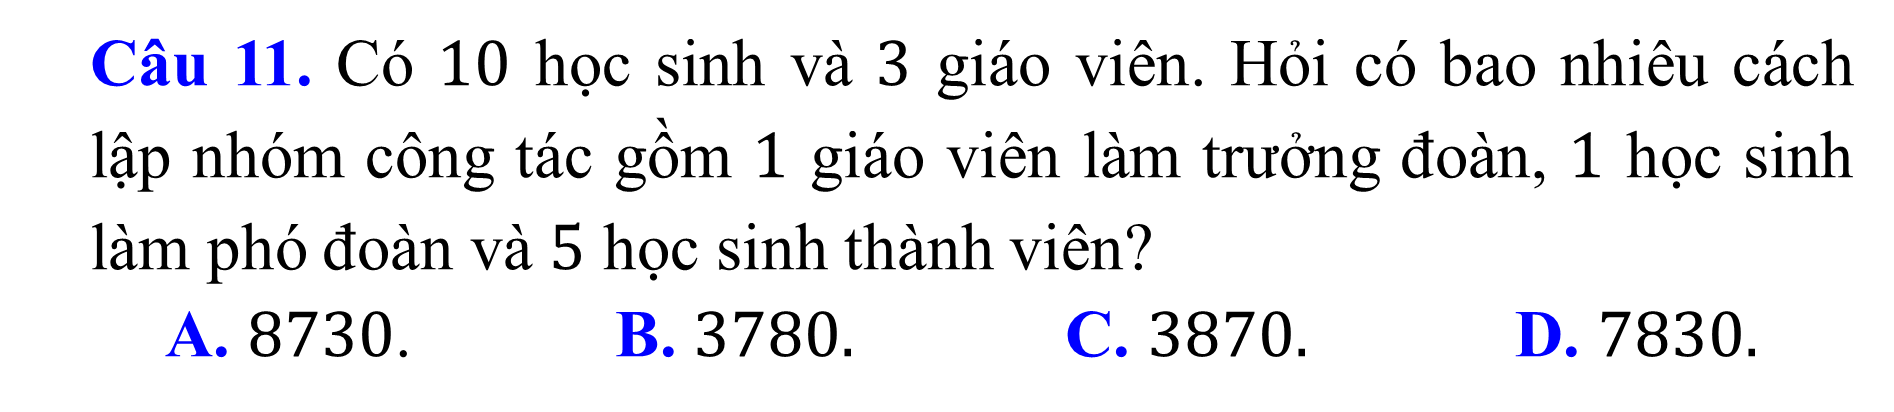 Câu 11. Có 10 học sinh và 3 giáo viên. Hỏi có bao nhiêu cách
lập nhóm công tác gồm 1 giáo viên làm trưởng đoàn, 1 học sinh
làm phó đoàn và 5 học sinh thành viên?
A. 8730. B. 3780. C. 3870. D. 7830.